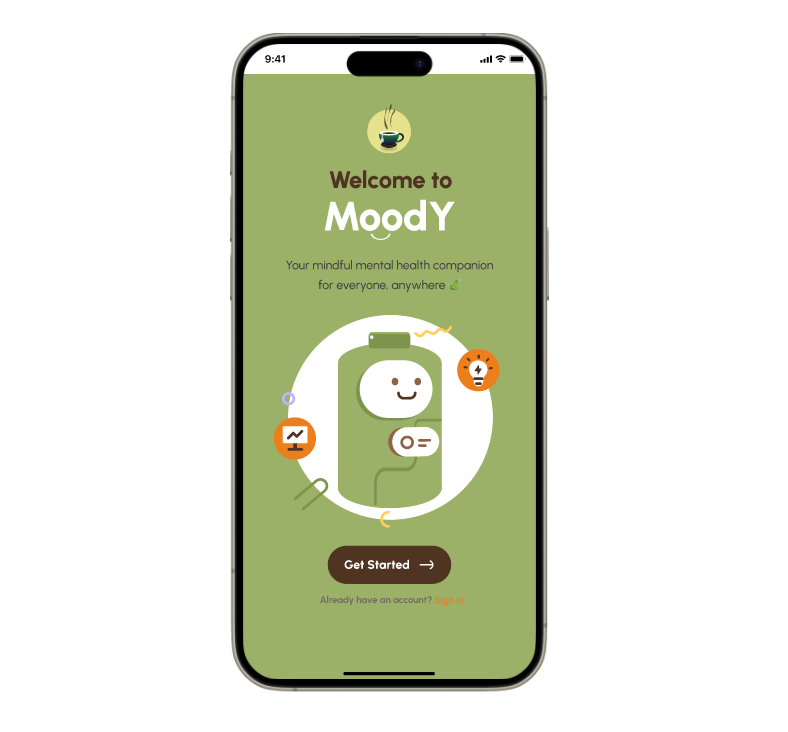 9:41
Welcome to
MoodY
Your mindful mental health companion
for everyone, anywhere 🍃
Get Started →
Already have an account? Sign In